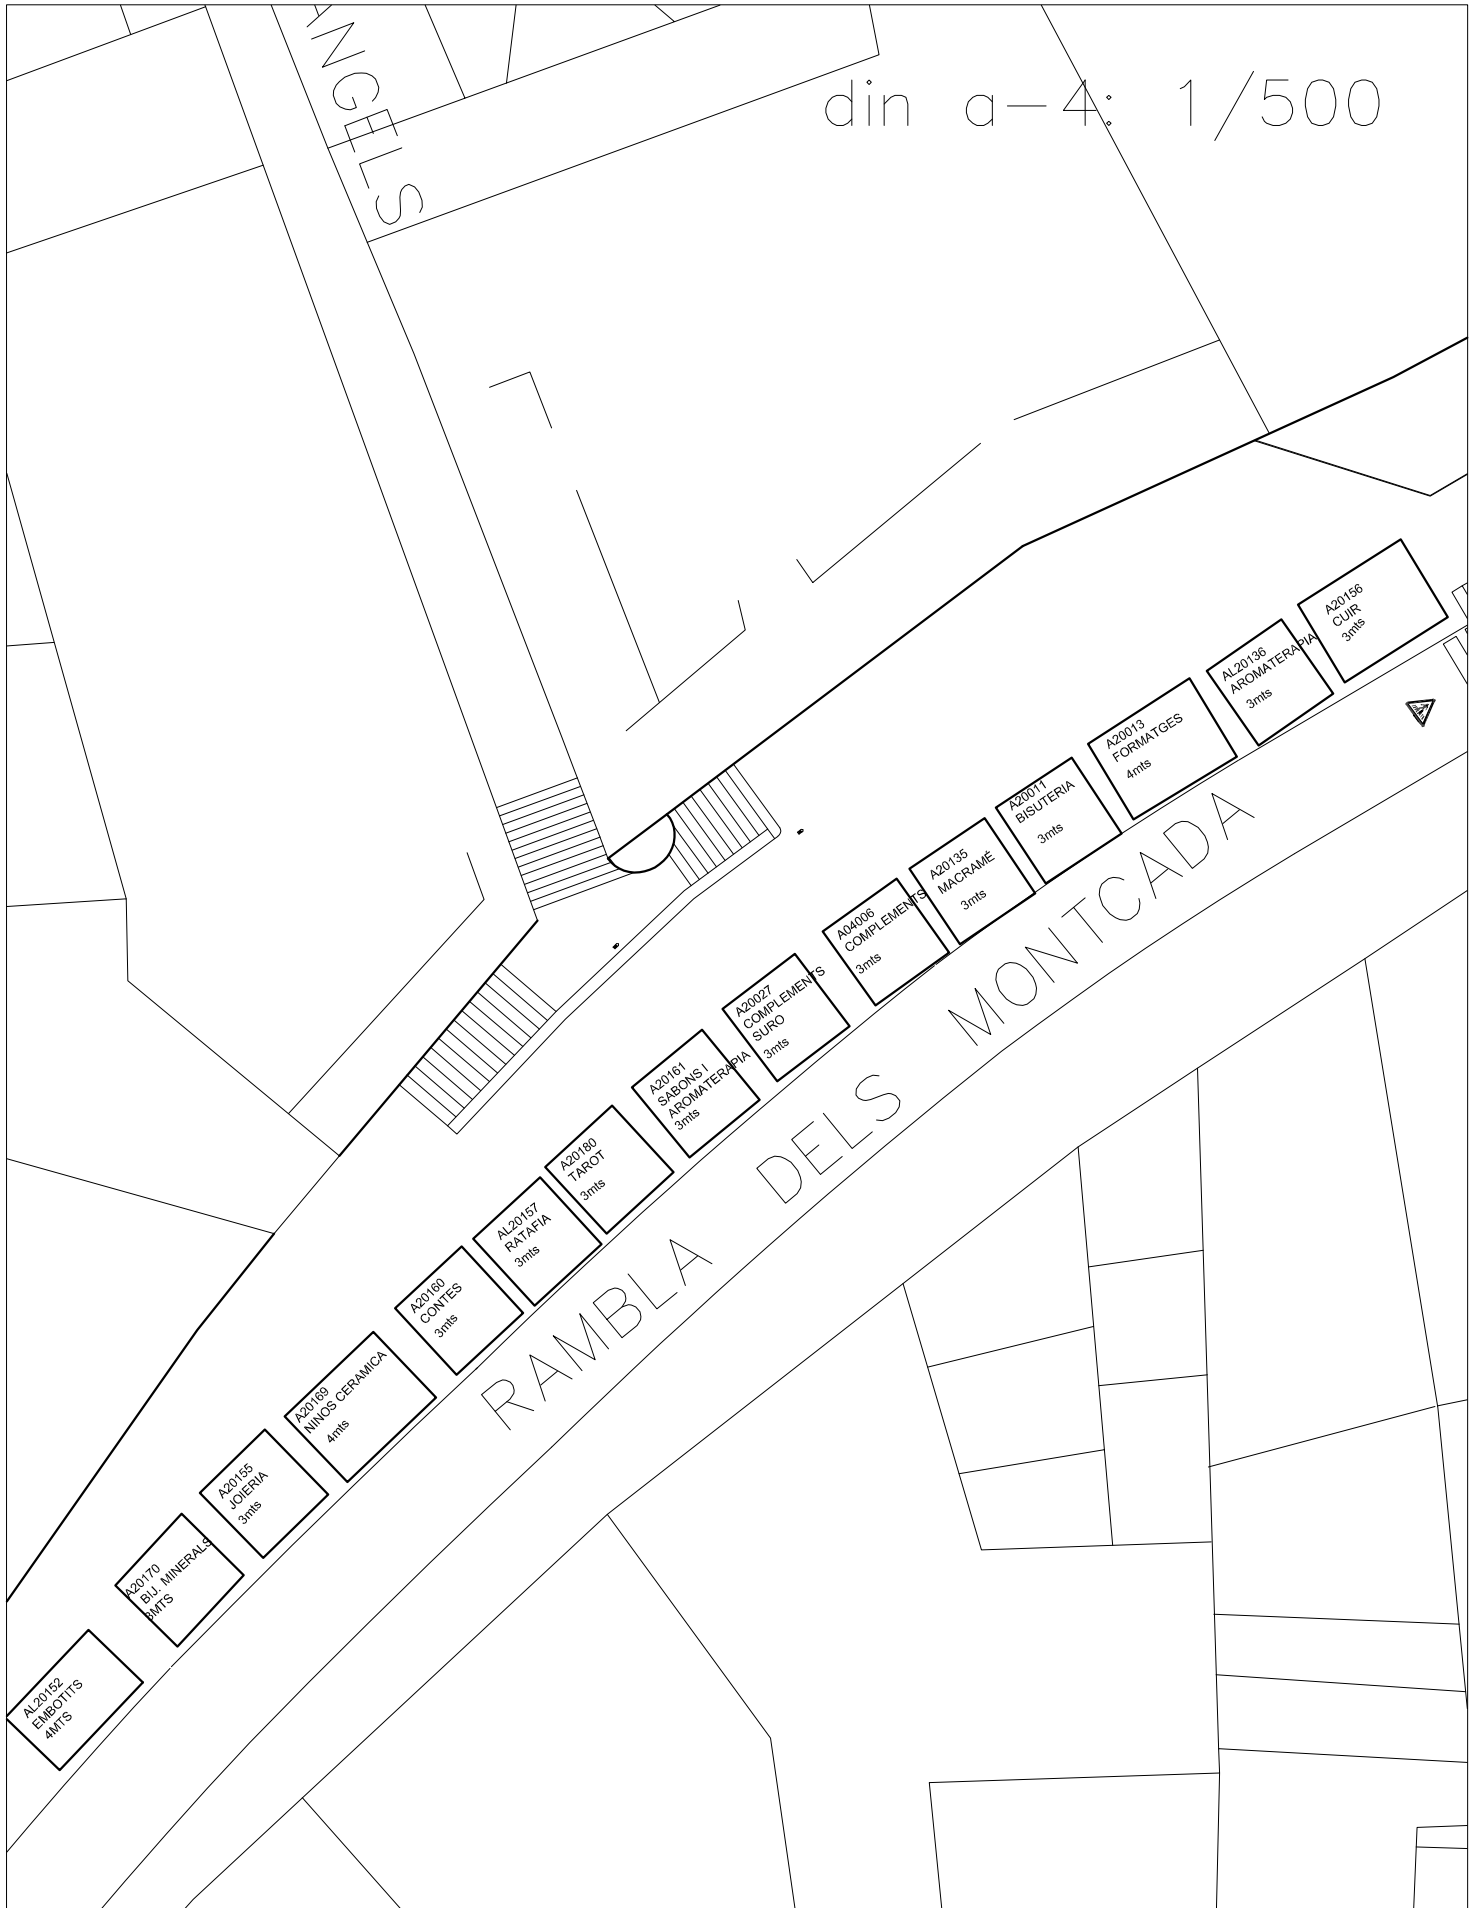 ANGELS
din a-4: 1/500
A20156
CUIR
3mts
AL20136
AROMATERAPIA
3mts
A20013
FORMATGES
4mts
A20011
BISUTERIA
3mts
A20135
MACRAMÉ
3mts
A04006
COMPLEMENTS
3mts
A20027
COMPLEMENTS
SURO
3mts
A20161
SABONS I
AROMATERAPIA
3mts
A20180
TAROT
3mts
AL20157
RATAFIA
3mts
A20160
CONTES
3mts
A20169
NINOS CERAMICA
4mts
A20155
JOIERIA
3mts
A20170
BIJ. MINERALS
3MTS
AL20152
EMBOTITS
4MTS
RAMBLA DELS MONTCADA